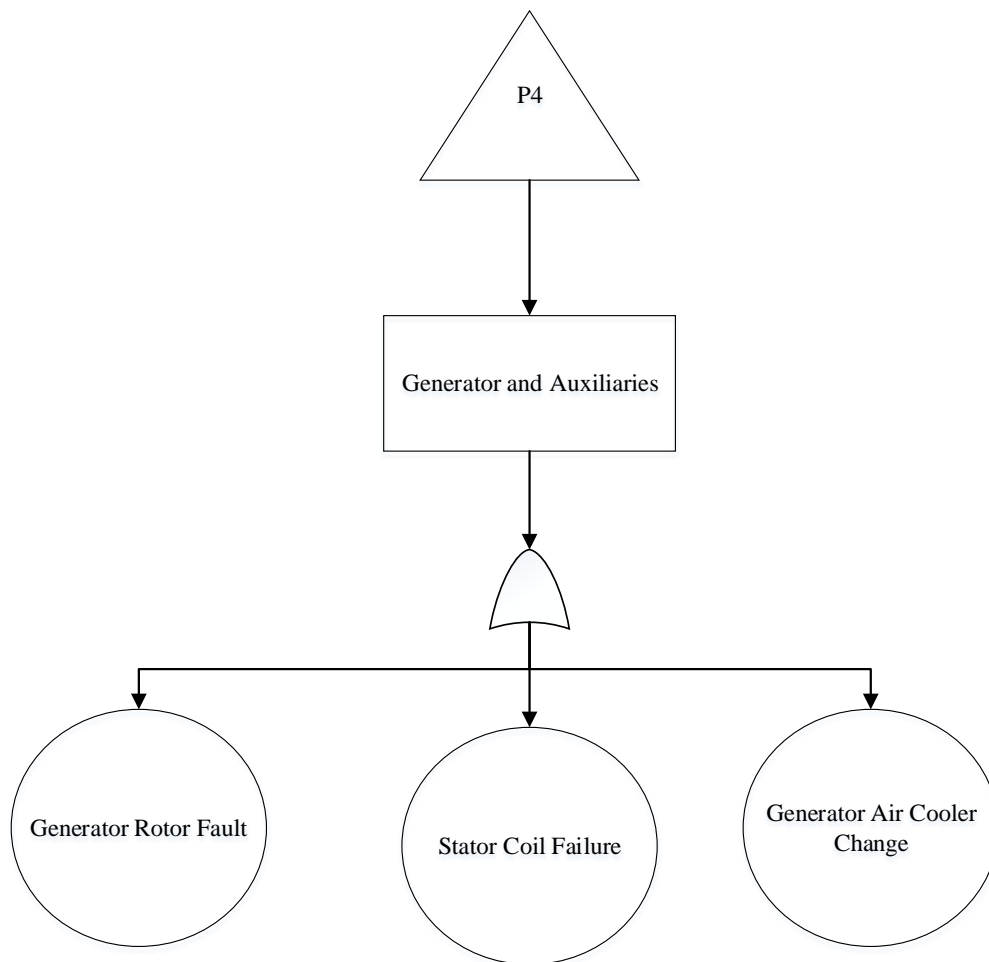 P4
Generator and Auxiliaries
Generator Rotor Fault
Stator Coil Failure
Generator Air Cooler
Change